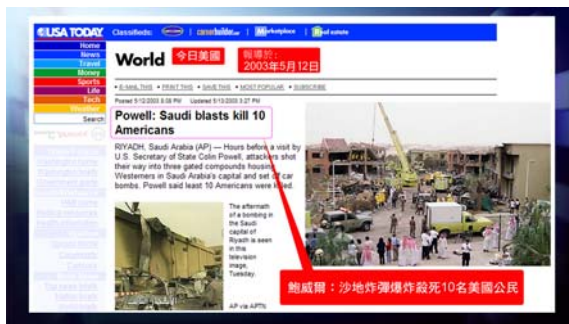 USA TODAY
Classifieds:
careerbuilder
Marketplace
Real estate
Home
News
Travel
Money
Sports
Life
Tech
Weather
Search
World
今日美國
報導於:
2003年5月12日
• E-MAIL THIS • PRINT THIS • SAVE THIS • MOST POPULAR • SUBSCRIBE
Posted 5/12/2003 8:08 PM Updated 5/13/2003 3:27 PM
Powell: Saudi blasts kill 10
Americans
RIYADH, Saudi Arabia (AP) — Hours before a visit by
U.S. Secretary of State Colin Powell, attackers shot
their way into three gated compounds housing
Westerners in Saudi Arabia's capital and set off car
bombs. Powell said least 10 Americans were killed.
The aftermath
of a bombing in
the Saudi
capital of
Riyadh is seen
in this
television
image,
Tuesday.
AP via APTN
鮑威爾：沙地炸彈爆炸殺死10名美國公民